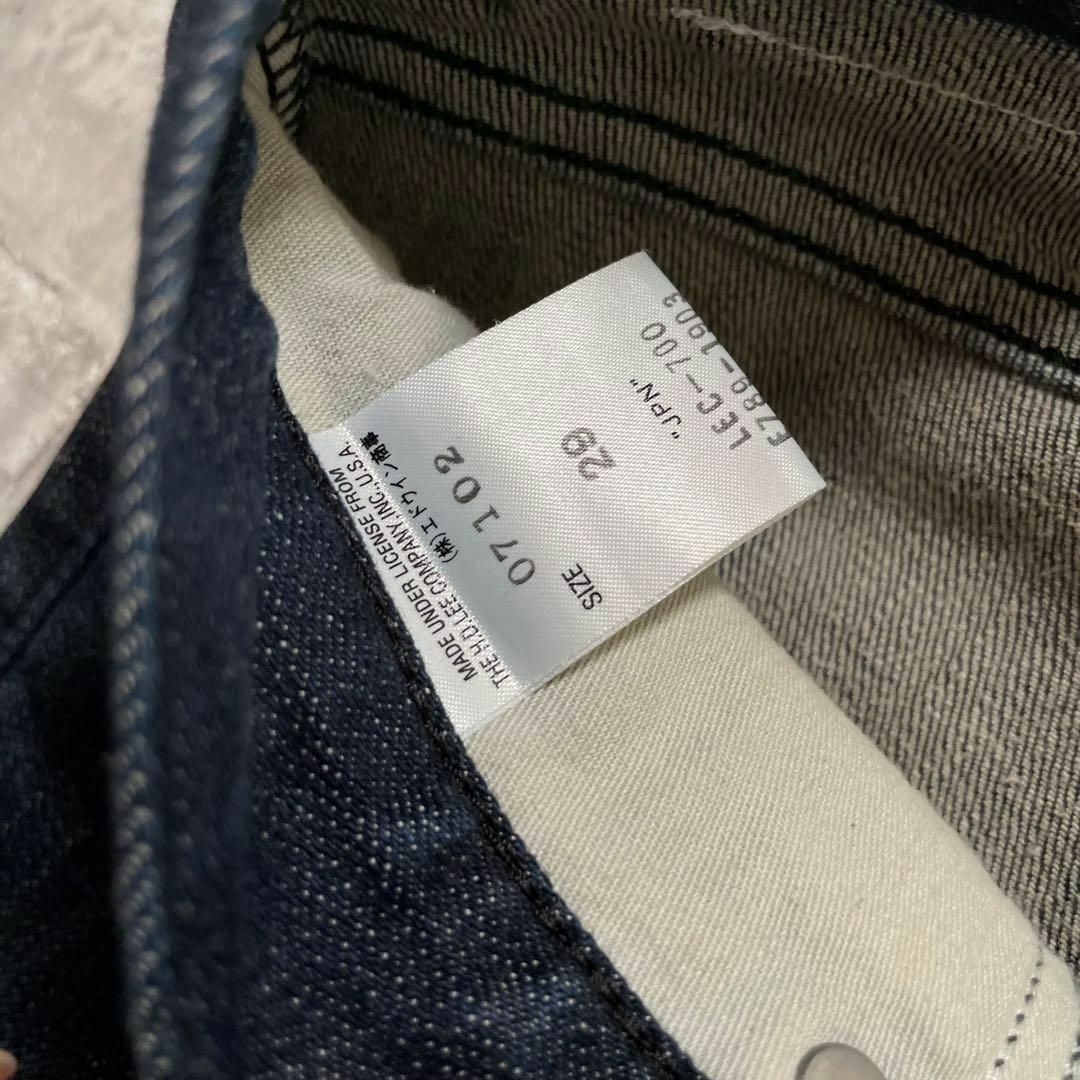 MADE UNDER LICENSE FROM
THE H.D.LEE COMPANY,INC.,U.S.A.
(株)エドウイン商事
07102
SIZE 29
"JPN"
LEC-700
E789-1903